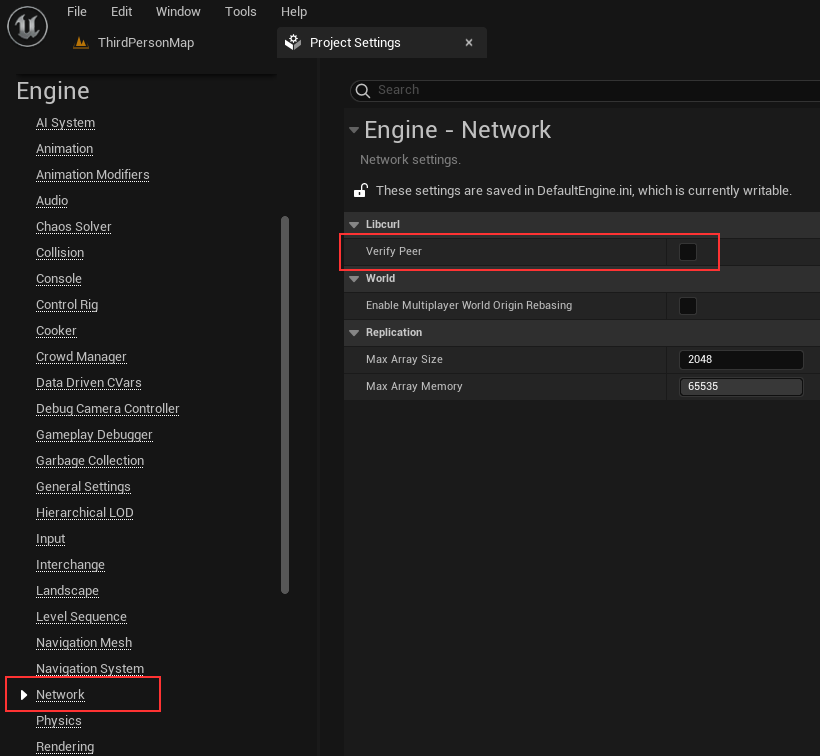 File Edit Window Tools Help
ThirdPersonMap
Project Settings
Engine
AI System
Animation
Animation Modifiers
Audio
Chaos Solver
Collision
Console
Control Rig
Cooker
Crowd Manager
Data Driven CVars
Debug Camera Controller
Gameplay Debugger
Garbage Collection
General Settings
Hierarchical LOD
Input
Interchange
Landscape
Level Sequence
Navigation Mesh
Navigation System
Network
Physics
Rendering
Search
Engine - Network
Network settings.
These settings are saved in DefaultEngine.ini, which is currently writable.
Libcurl
Verify Peer
World
Enable Multiplayer World Origin Rebasing
Replication
Max Array Size 2048
Max Array Memory 65535